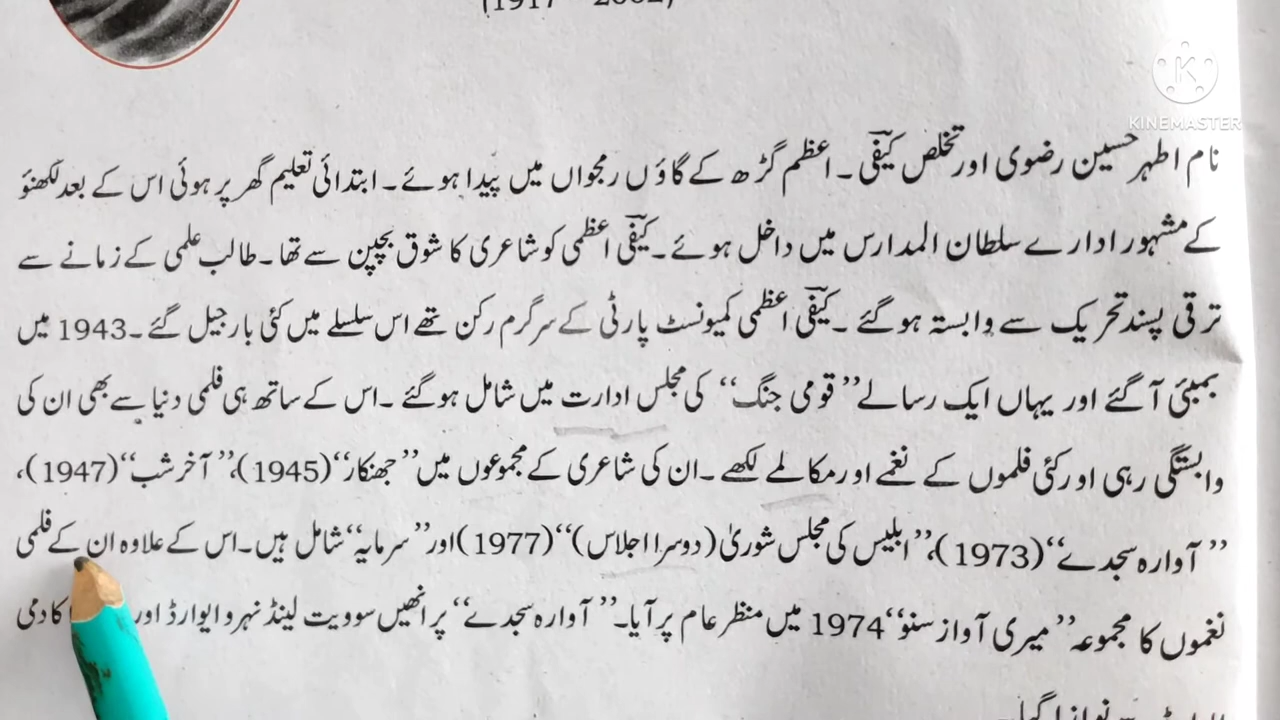 نام اطہر حسین رضوی اور تخلص کیفیؔ۔ اعظم گڑھ کے گاؤں مجواں میں پیدا ہوئے۔ ابتدائی تعلیم گھر پر ہوئی اس کے بعد لکھنؤ
KINEMASTER
کے مشہور ادارے سلطان المدارس میں داخل ہوئے۔ کیفیؔ اعظمی کو شاعری کا شوق بچپن سے تھا۔ طالب علمی کے زمانے سے
ترقی پسند تحریک سے وابستہ ہوگئے ۔ کیفیؔ اعظمی کمیونسٹ پارٹی کے سرگرم رکن تھے اس سلسلے میں کئی بار جیل گئے۔ 1943 میں
بمبئی آ گئے اور یہاں ایک رسالے ’’قومی جنگ‘‘ کی مجلس ادارت میں شامل ہوگئے ۔ اس کے ساتھ ہی فلمی دنیا سے بھی ان کی
وابستگی رہی اور کئی فلموں کے نغمے اور مکالمے لکھے ۔ ان کی شاعری کے مجموعوں میں ’’جھنکار‘‘ (1945)، ’’آخر شب‘‘ (1947)،
’’آوارہ سجدے‘‘ (1973)، ’’ابلیس کی مجلس شوریٰ (دوسرا اجلاس)‘‘ (1977) اور ’’سرمایہ‘‘ شامل ہیں۔ اس کے علاوہ ان کے فلمی
نغموں کا مجموعہ ’’میری آواز سنو‘‘ 1974 میں منظر عام پر آیا۔ ’’آوارہ سجدے‘‘ پر انھیں سوویت لینڈ نہرو ایوارڈ اور کادمی